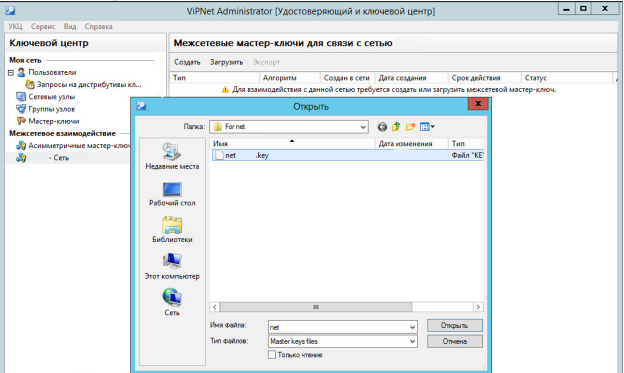 ViPNet Administrator [Удостоверяющий и ключевой центр]
УКЦ Сервис Вид Справка
Ключевой центр
Межсетевые мастер-ключи для связи с сетью
Моя сеть
Создать Загрузить Экспорт
Пользователи
Тип Алгоритм Создан в сети Дата создания Срок действия Статус
Запросы на дистрибутивы кл...
Для взаимодействия с данной сетью требуется создать или загрузить межсетевой мастер-ключ.
Сетевые узлы
Группы узлов
Мастер-ключи
Межсетевое взаимодействие
Асимметричные мастер-ключ
- Сеть
Открыть
Папка: For net
Имя Дата изменения Тип
net .key Файл "KE
Недавние места
Рабочий стол
Библиотеки
Этот компьютер
Сеть
Имя файла: net Открыть
Тип файлов: Master keys files Отмена
Только чтение